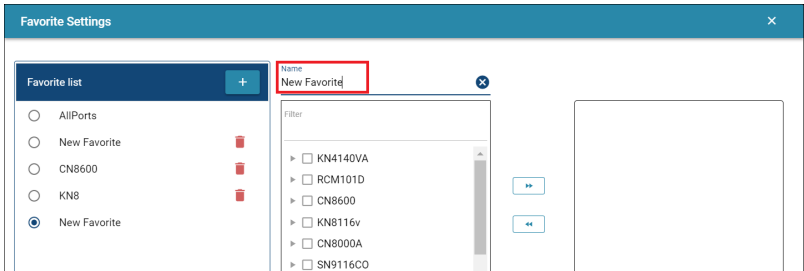 Favorite Settings
Favorite list
+
AllPorts
New Favorite
CN8600
KN8
New Favorite
Name
New Favorite
Filter
KN4140VA
RCM101D
CN8600
KN8116v
CN8000A
SN9116CO